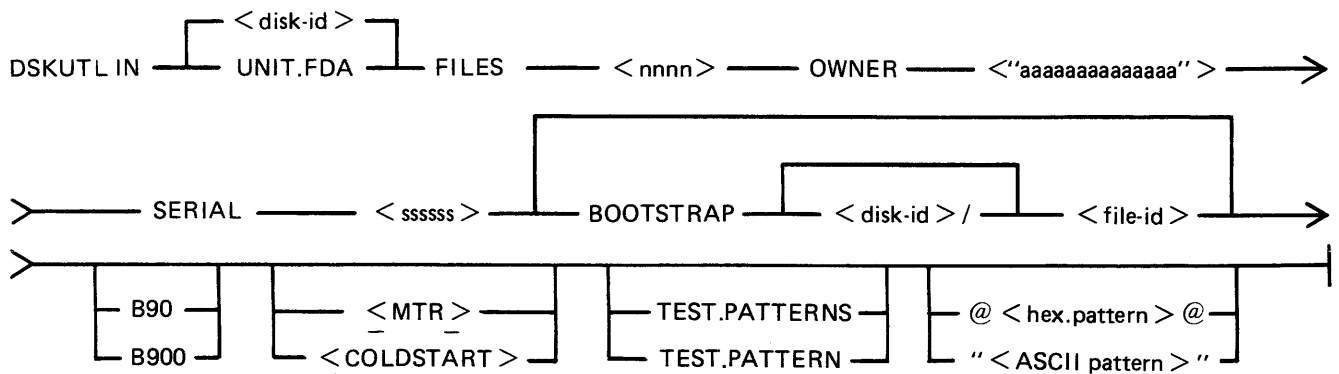 < disk-id >
DSKUTL IN UNIT.FDA FILES < nnnn > OWNER <"aaaaaaaaaaaaaa" >
SERIAL < ssssss > BOOTSTRAP < disk-id > / < file-id >
B90 < MTR > TEST.PATTERNS @ < hex.pattern > @
B900 < COLDSTART > TEST.PATTERN " < ASCII pattern > "